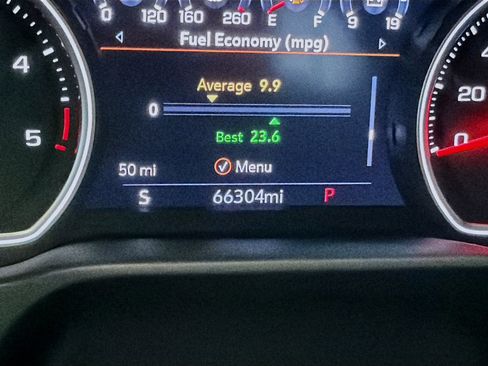 0 120 160 260 E F 9 19
Fuel Economy (mpg)
Average 9.9
0
Best 23.6
50 mi
Menu
S 66304mi P
4
5
20
0